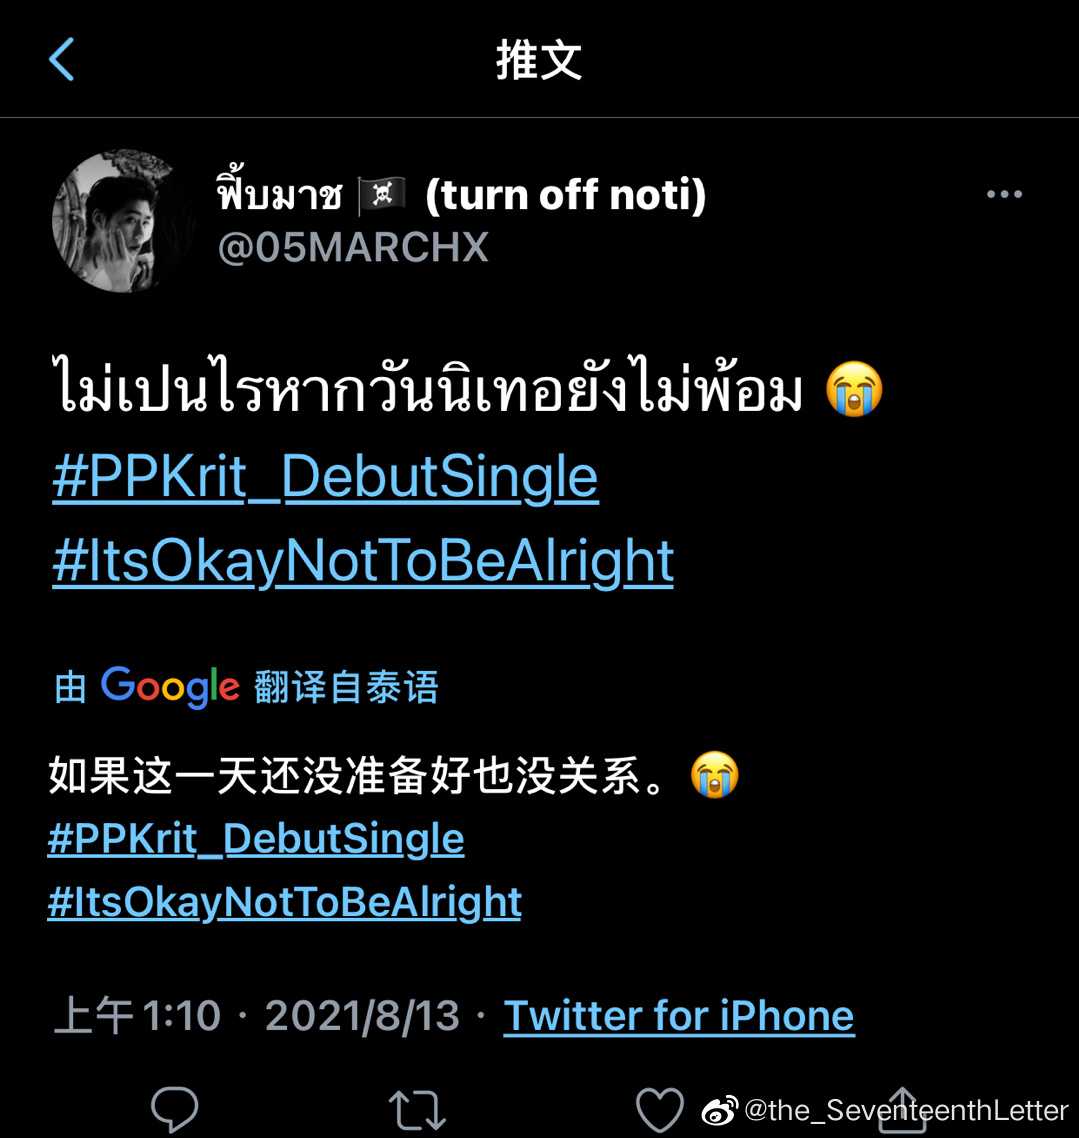 推文
ฟิ้บมาช 🏴‍☠️ (turn off noti)
@05MARCHX
ไม่เปนไรหากวันนิเทอยังไม่พ้อม 😭
#PPKrit_DebutSingle
#ItsOkayNotToBeAlright
由 Google 翻译自泰语
如果这一天还没准备好也没关系。😭
#PPKrit_DebutSingle
#ItsOkayNotToBeAlright
上午 1:10 · 2021/8/13 · Twitter for iPhone
@the_SeventeenthLetter